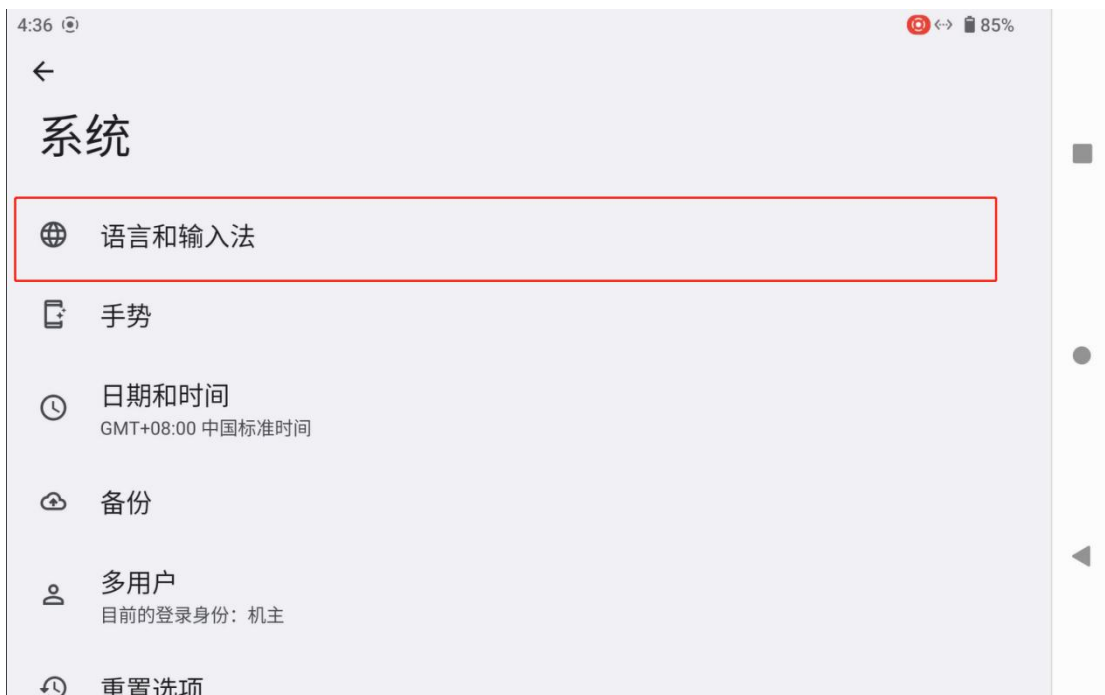 4:36
85%
系统
语言和输入法
手势
日期和时间
GMT+08:00 中国标准时间
备份
多用户
目前的登录身份：机主
重置选项